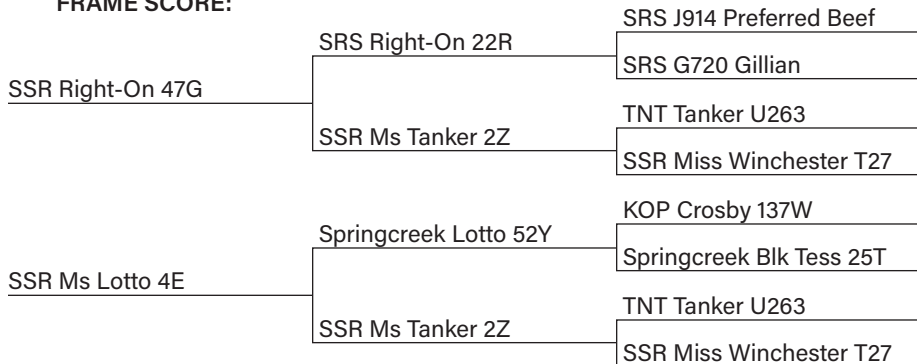 FRAME SCORE:
SRS J914 Preferred Beef
SRS Right-On 22R
SRS G720 Gillian
SSR Right-On 47G
TNT Tanker U263
SSR Ms Tanker 2Z
SSR Miss Winchester T27
KOP Crosby 137W
Springcreek Lotto 52Y
Springcreek Blk Tess 25T
SSR Ms Lotto 4E
TNT Tanker U263
SSR Ms Tanker 2Z
SSR Miss Winchester T27